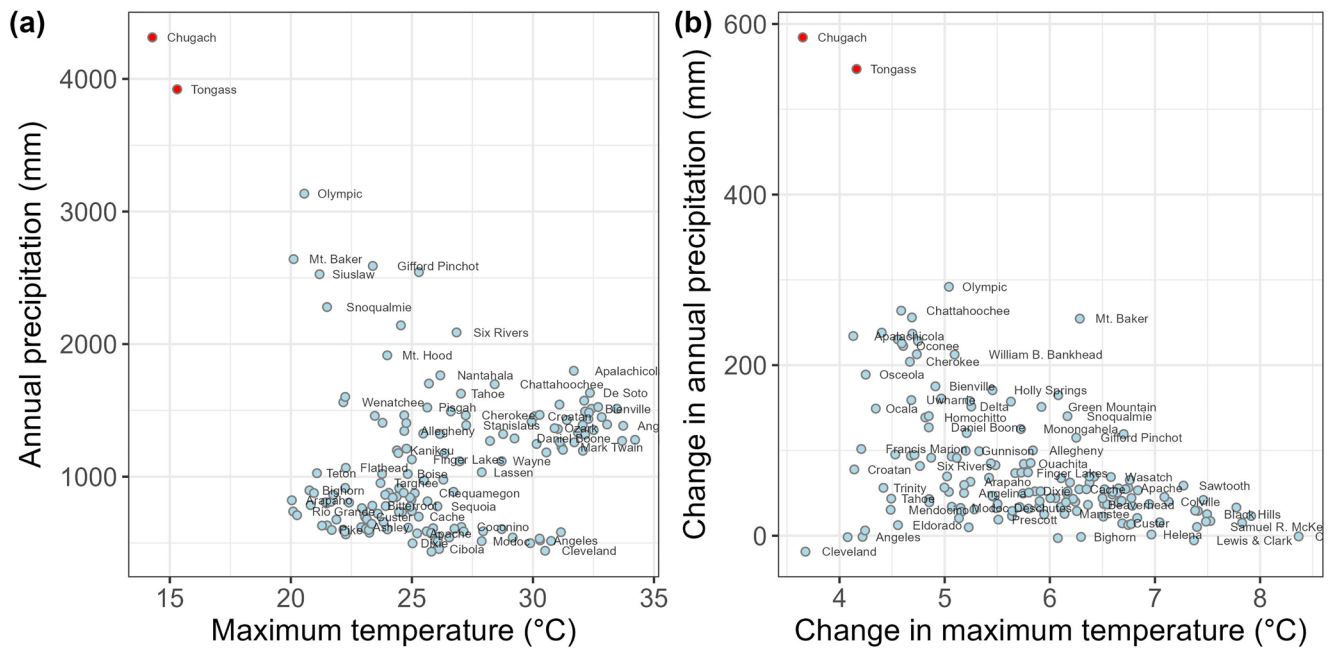 (a)
Annual precipitation (mm)
4000
3000
2000
1000
Chugach
Tongass
Olympic
Mt. Baker
Gifford Pinchot
Siuslaw
Snoqualmie
Six Rivers
Mt. Hood
Nantahala
Apalachicol
Chattahoochee
Tahoe
De Soto
Wenatchee
Pisgah
Bienville
Cherokee
Croatan
Stanislaus
Ang
Allegheny
Ozark
Daniel Boone
Mark Twain
Kaniksu
Finger Lakes
Wayne
Flathead
Teton
Boise
Lassen
Targhee
Bighorn
Chequamegon
Arapaho
Bitterroot
Sequoia
Rio Grande
Custer
Cache
Pike
Ashley
Apache
Coconino
Dixie
Modoc
Angeles
Cibola
Cleveland
15
20
25
30
35
Maximum temperature (°C)
(b)
Change in annual precipitation (mm)
600
400
200
0
Chugach
Tongass
Olympic
Chattahoochee
Mt. Baker
Apalachicola
Oconee
William B. Bankhead
Cherokee
Osceola
Bienville
Holly Springs
Uwharrie
Ocala
Delta
Green Mountain
Homochitto
Snoqualmie
Daniel Boone
Monongahela
Gifford Pinchot
Francis Marion
Gunnison
Allegheny
Croatan
Six Rivers
Ouachita
Finger Lakes
Wasatch
Trinity
Arapaho
Sawtooth
Tahoe
Angelina
Dixie
Cache
Apache
Mendocino
Modoc
Deschutes
Beaverhead
Colville
Eldorado
Prescott
Manistee
Custer
Black Hills
Samuel R. McKe
Angeles
Bighorn
Helena
Lewis & Clark
C
Cleveland
4
5
6
7
8
Change in maximum temperature (°C)